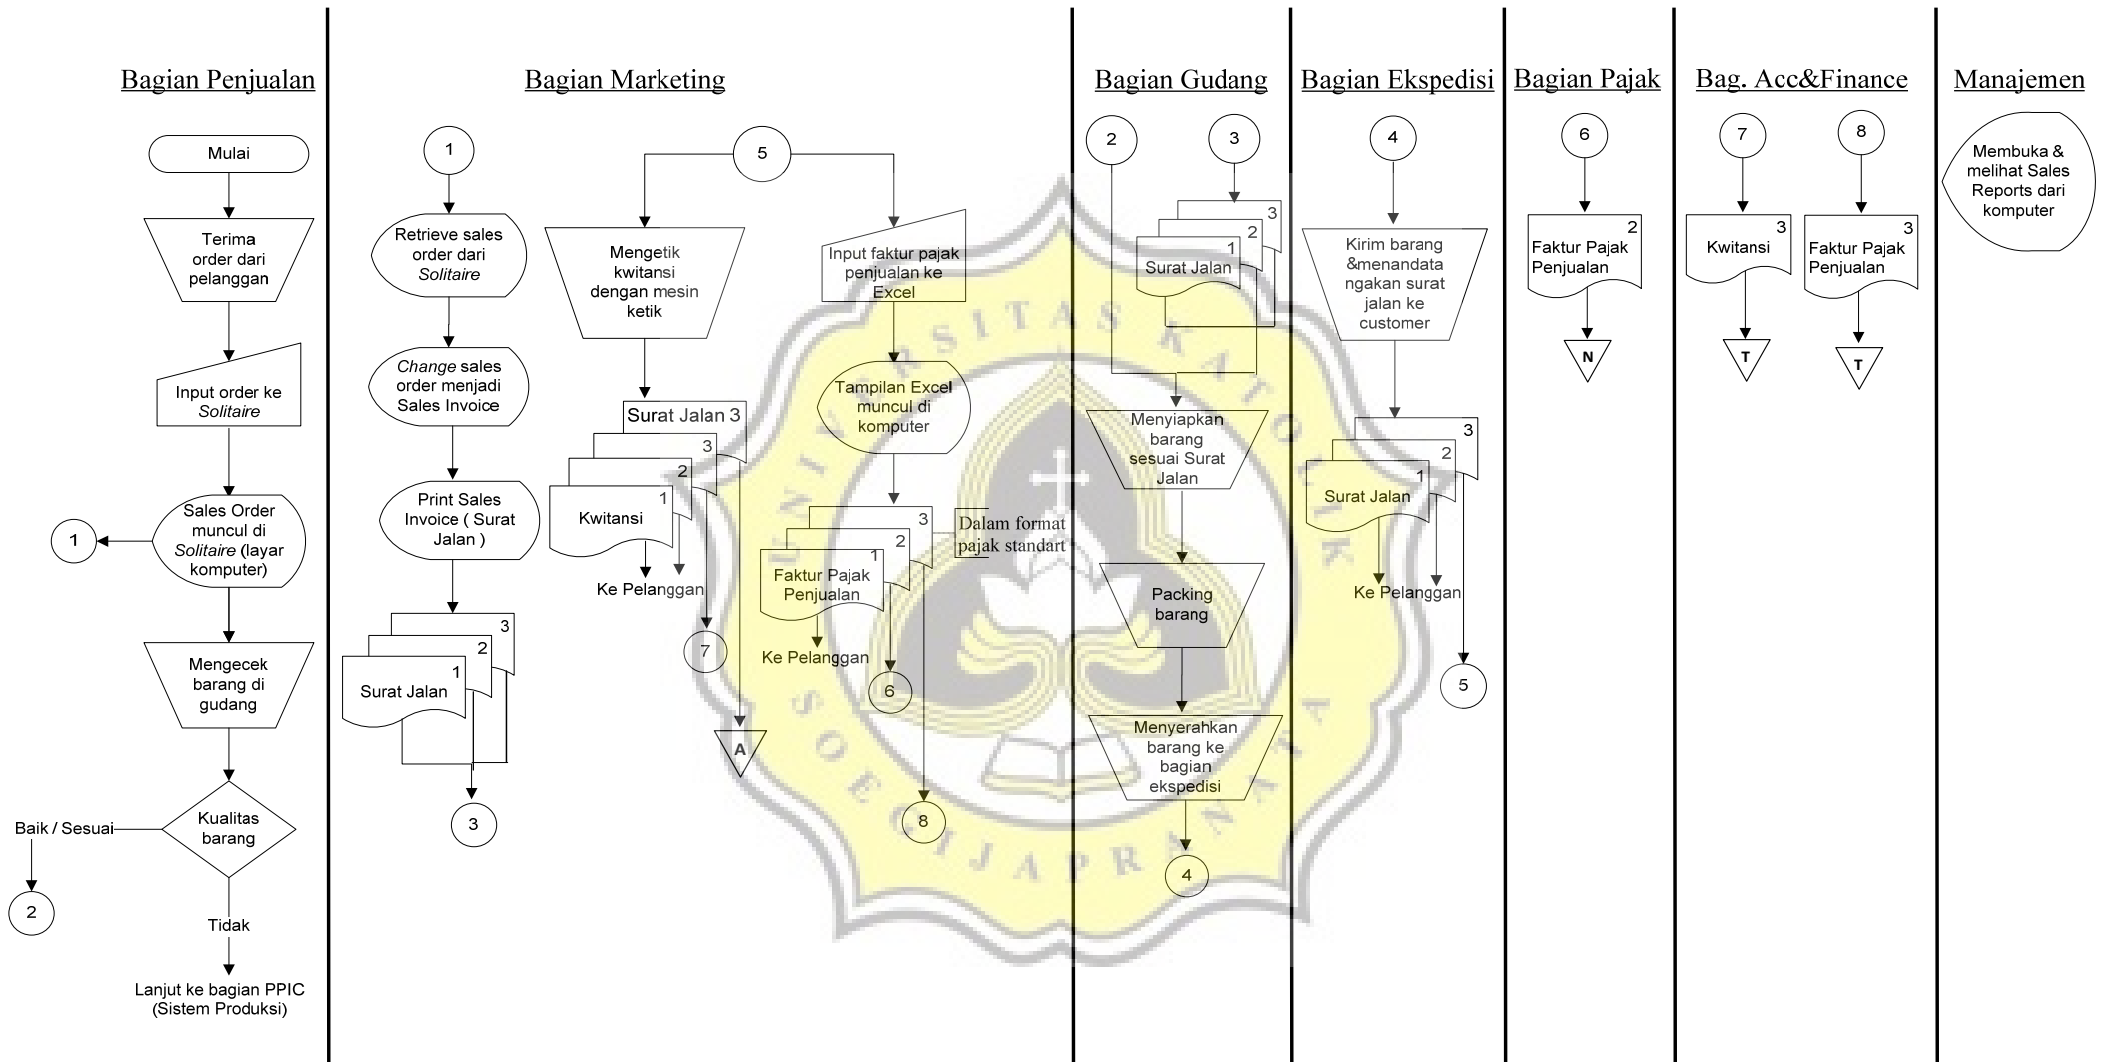 Bagian Penjualan
Mulai
Terima
order dari
pelanggan
Input order ke
Solitaire
Sales Order
muncul di
Solitaire (layar
komputer)
1
Mengecek
barang di
gudang
Kualitas
barang
Baik / Sesuai
2
Tidak
Lanjut ke bagian PPIC
(Sistem Produksi)
Bagian Marketing
1
Retrieve sales
order dari
Solitaire
Change sales
order menjadi
Sales Invoice
Print Sales
Invoice ( Surat
Jalan )
3
2
1
Surat Jalan
3
5
Mengetik
kwitansi
dengan mesin
ketik
Surat Jalan 3
3
2
1
Kwitansi
Ke Pelanggan
7
A
Input faktur pajak
penjualan ke
Excel
Tampilan Excel
muncul di
komputer
3
2
1
Faktur Pajak
Penjualan
Dalam format
pajak standart
Ke Pelanggan
6
8
Bagian Gudang
2
3
3
2
1
Surat Jalan
Menyiapkan
barang
sesuai Surat
Jalan
Packing
barang
Menyerahkan
barang ke
bagian
ekspedisi
4
Bagian Ekspedisi
4
Kirim barang
&menandata
ngakan surat
jalan ke
customer
3
2
1
Surat Jalan
Ke Pelanggan
5
Bagian Pajak
6
2
Faktur Pajak
Penjualan
N
Bag. Acc&Finance
7
3
Kwitansi
T
8
3
Faktur Pajak
Penjualan
T
Manajemen
Membuka &
melihat Sales
Reports dari
komputer
UNIVERSITAS KATOLIK
SOEGIJAPRANATA